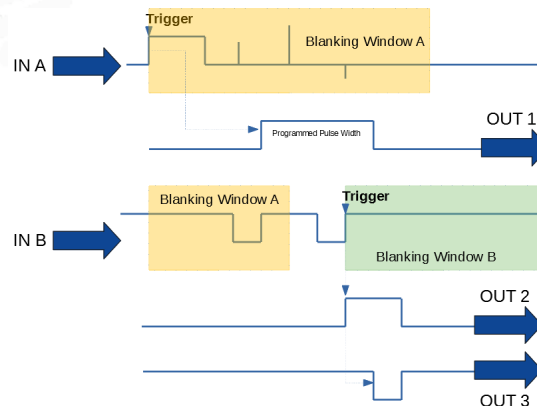 Trigger
Blanking Window A
IN A
OUT 1
Programmed Pulse Width
Blanking Window A
Trigger
IN B
Blanking Window B
OUT 2
OUT 3